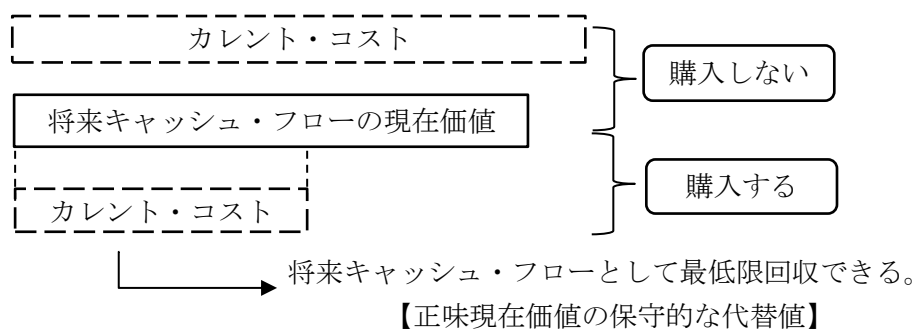 カレント・コスト
購入しない
将来キャッシュ・フローの現在価値
購入する
カレント・コスト
将来キャッシュ・フローとして最低限回収できる。
【正味現在価値の保守的な代替値】